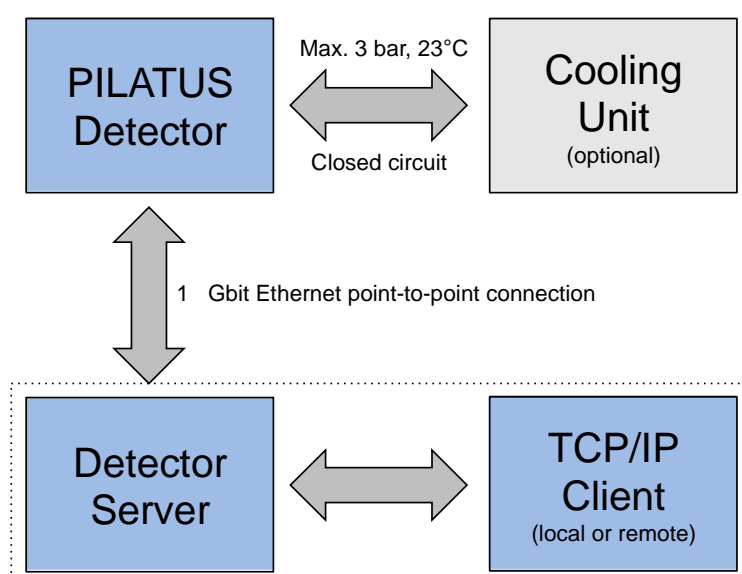 PILATUS
Detector
Max. 3 bar, 23°C
Closed circuit
Cooling
Unit
(optional)
1 Gbit Ethernet point-to-point connection
Detector
Server
TCP/IP
Client
(local or remote)